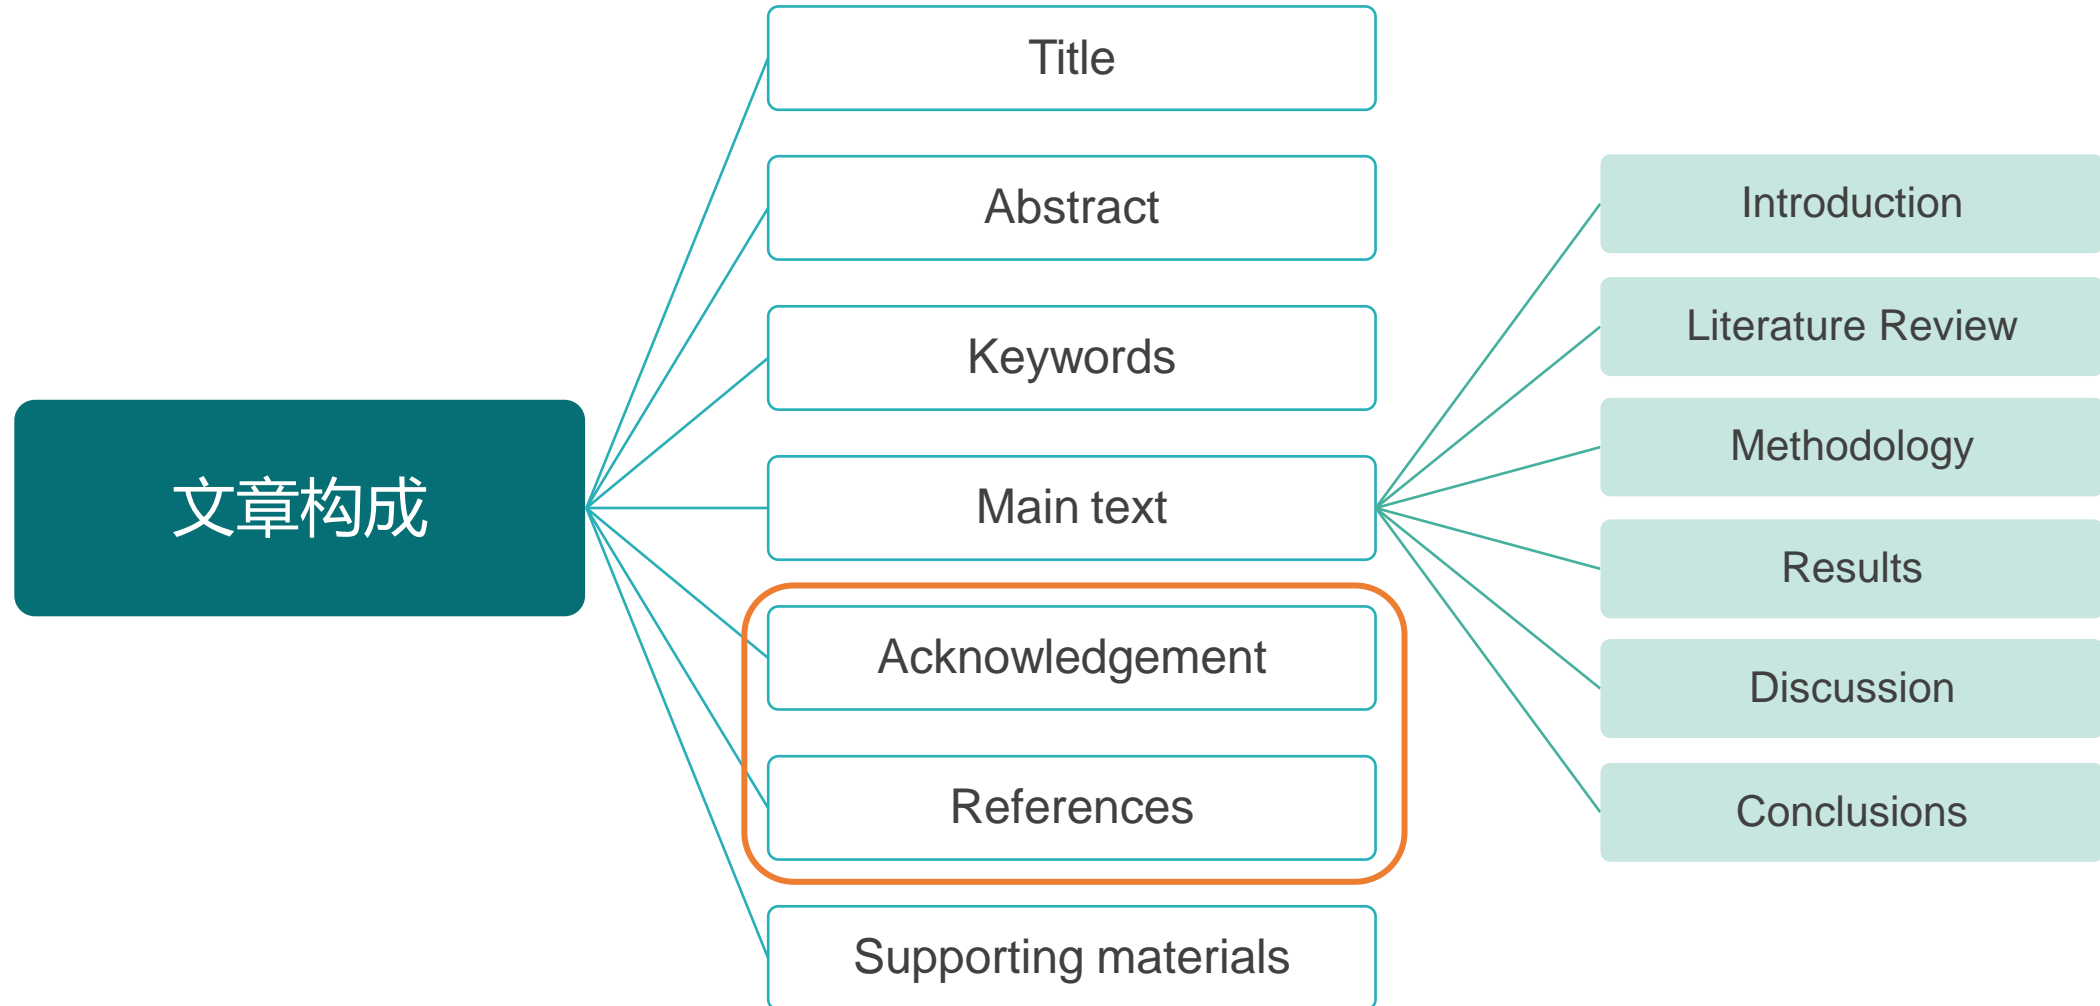 文章构成
Title
Abstract
Keywords
Main text
Acknowledgement
References
Supporting materials
Introduction
Literature Review
Methodology
Results
Discussion
Conclusions